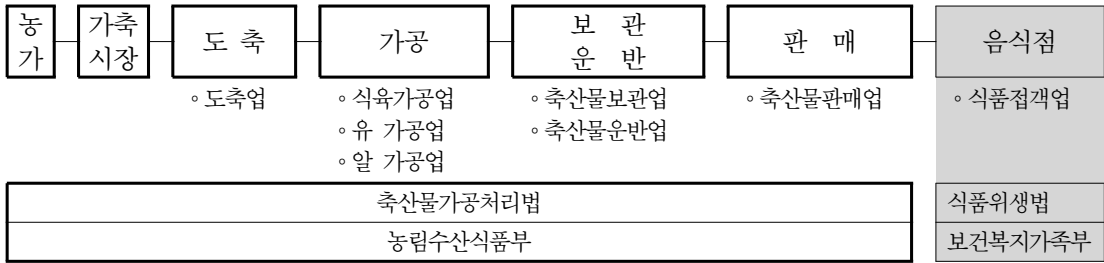 농가
가축시장
도 축
가공
보 관
운 반
판 매
음식점
◦도축업
◦식육가공업
◦유 가공업
◦알 가공업
◦축산물보관업
◦축산물운반업
◦축산물판매업
◦식품접객업
축산물가공처리법
식품위생법
농림수산식품부
보건복지가족부